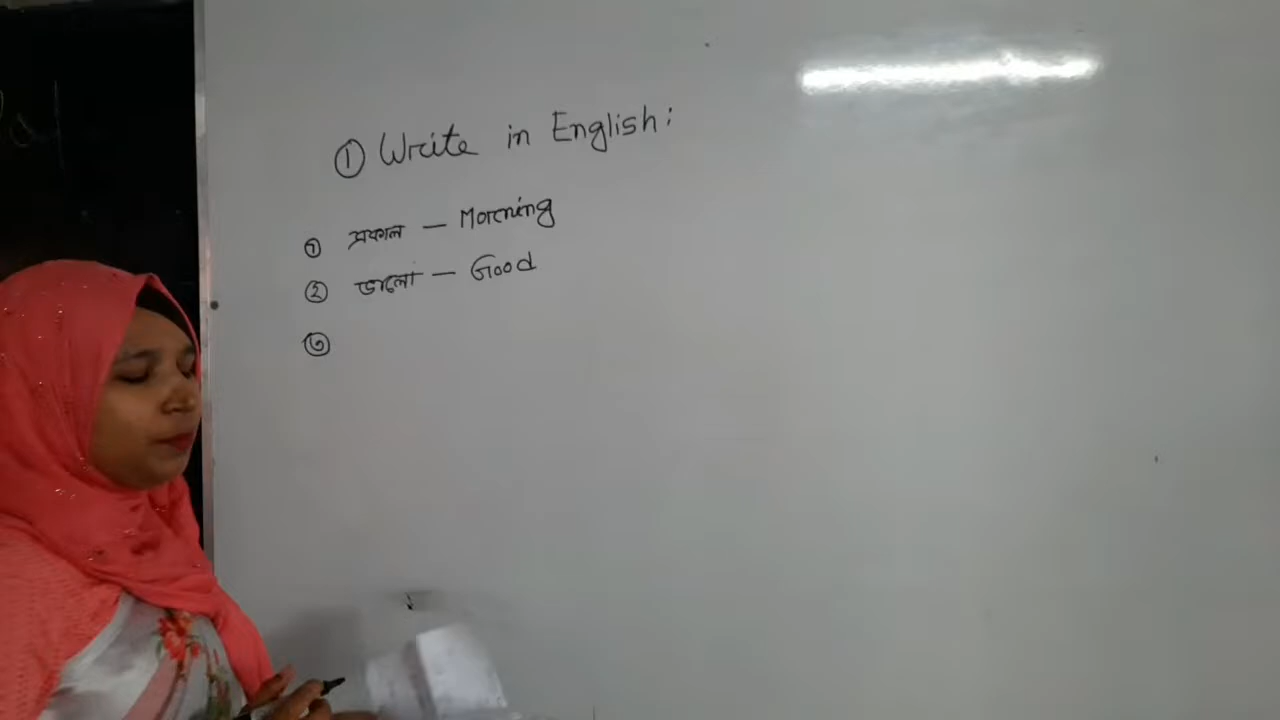 ① Write in English:
১ সকাল — Morning
২ ভালো — Good
৩